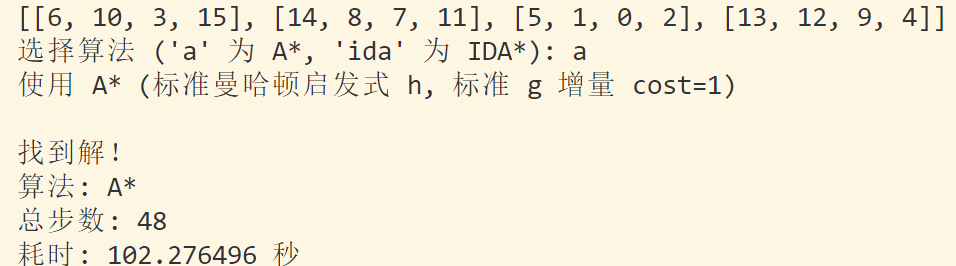 [[6, 10, 3, 15], [14, 8, 7, 11], [5, 1, 0, 2], [13, 12, 9, 4]]
选择算法 ('a' 为 A*, 'ida' 为 IDA*): a
使用 A* (标准曼哈顿启发式 h, 标准 g 增量 cost=1)
找到解!
算法: A*
总步数: 48
耗时: 102.276496 秒